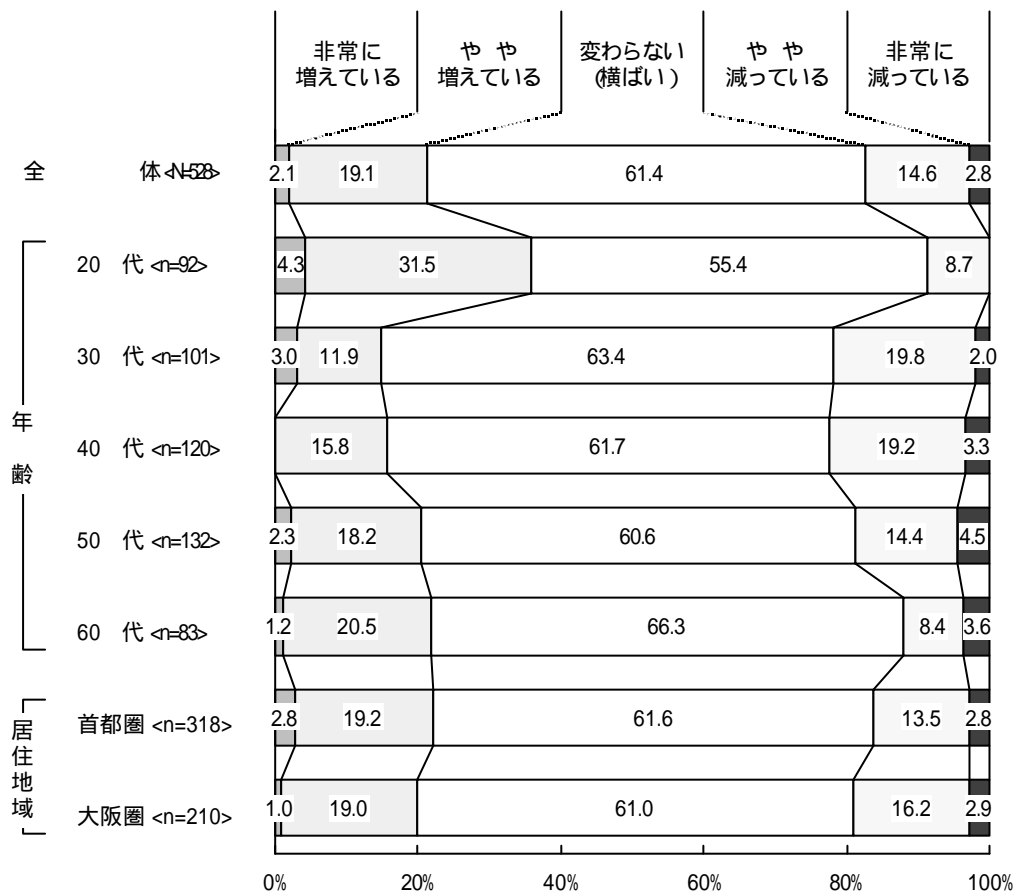 非常に 増えている
や や 増えている
変わらない (横ばい)
や や 減っている
非常に 減っている
全 体 <N=528> 2.1 19.1 61.4 14.6 2.8
年齢
20 代 <n=92> 4.3 31.5 55.4 8.7
30 代 <n=101> 3.0 11.9 63.4 19.8 2.0
40 代 <n=120> 15.8 61.7 19.2 3.3
50 代 <n=132> 2.3 18.2 60.6 14.4 4.5
60 代 <n=83> 1.2 20.5 66.3 8.4 3.6
居住地域
首都圏 <n=318> 2.8 19.2 61.6 13.5 2.8
大阪圏 <n=210> 1.0 19.0 61.0 16.2 2.9
0% 20% 40% 60% 80% 100%